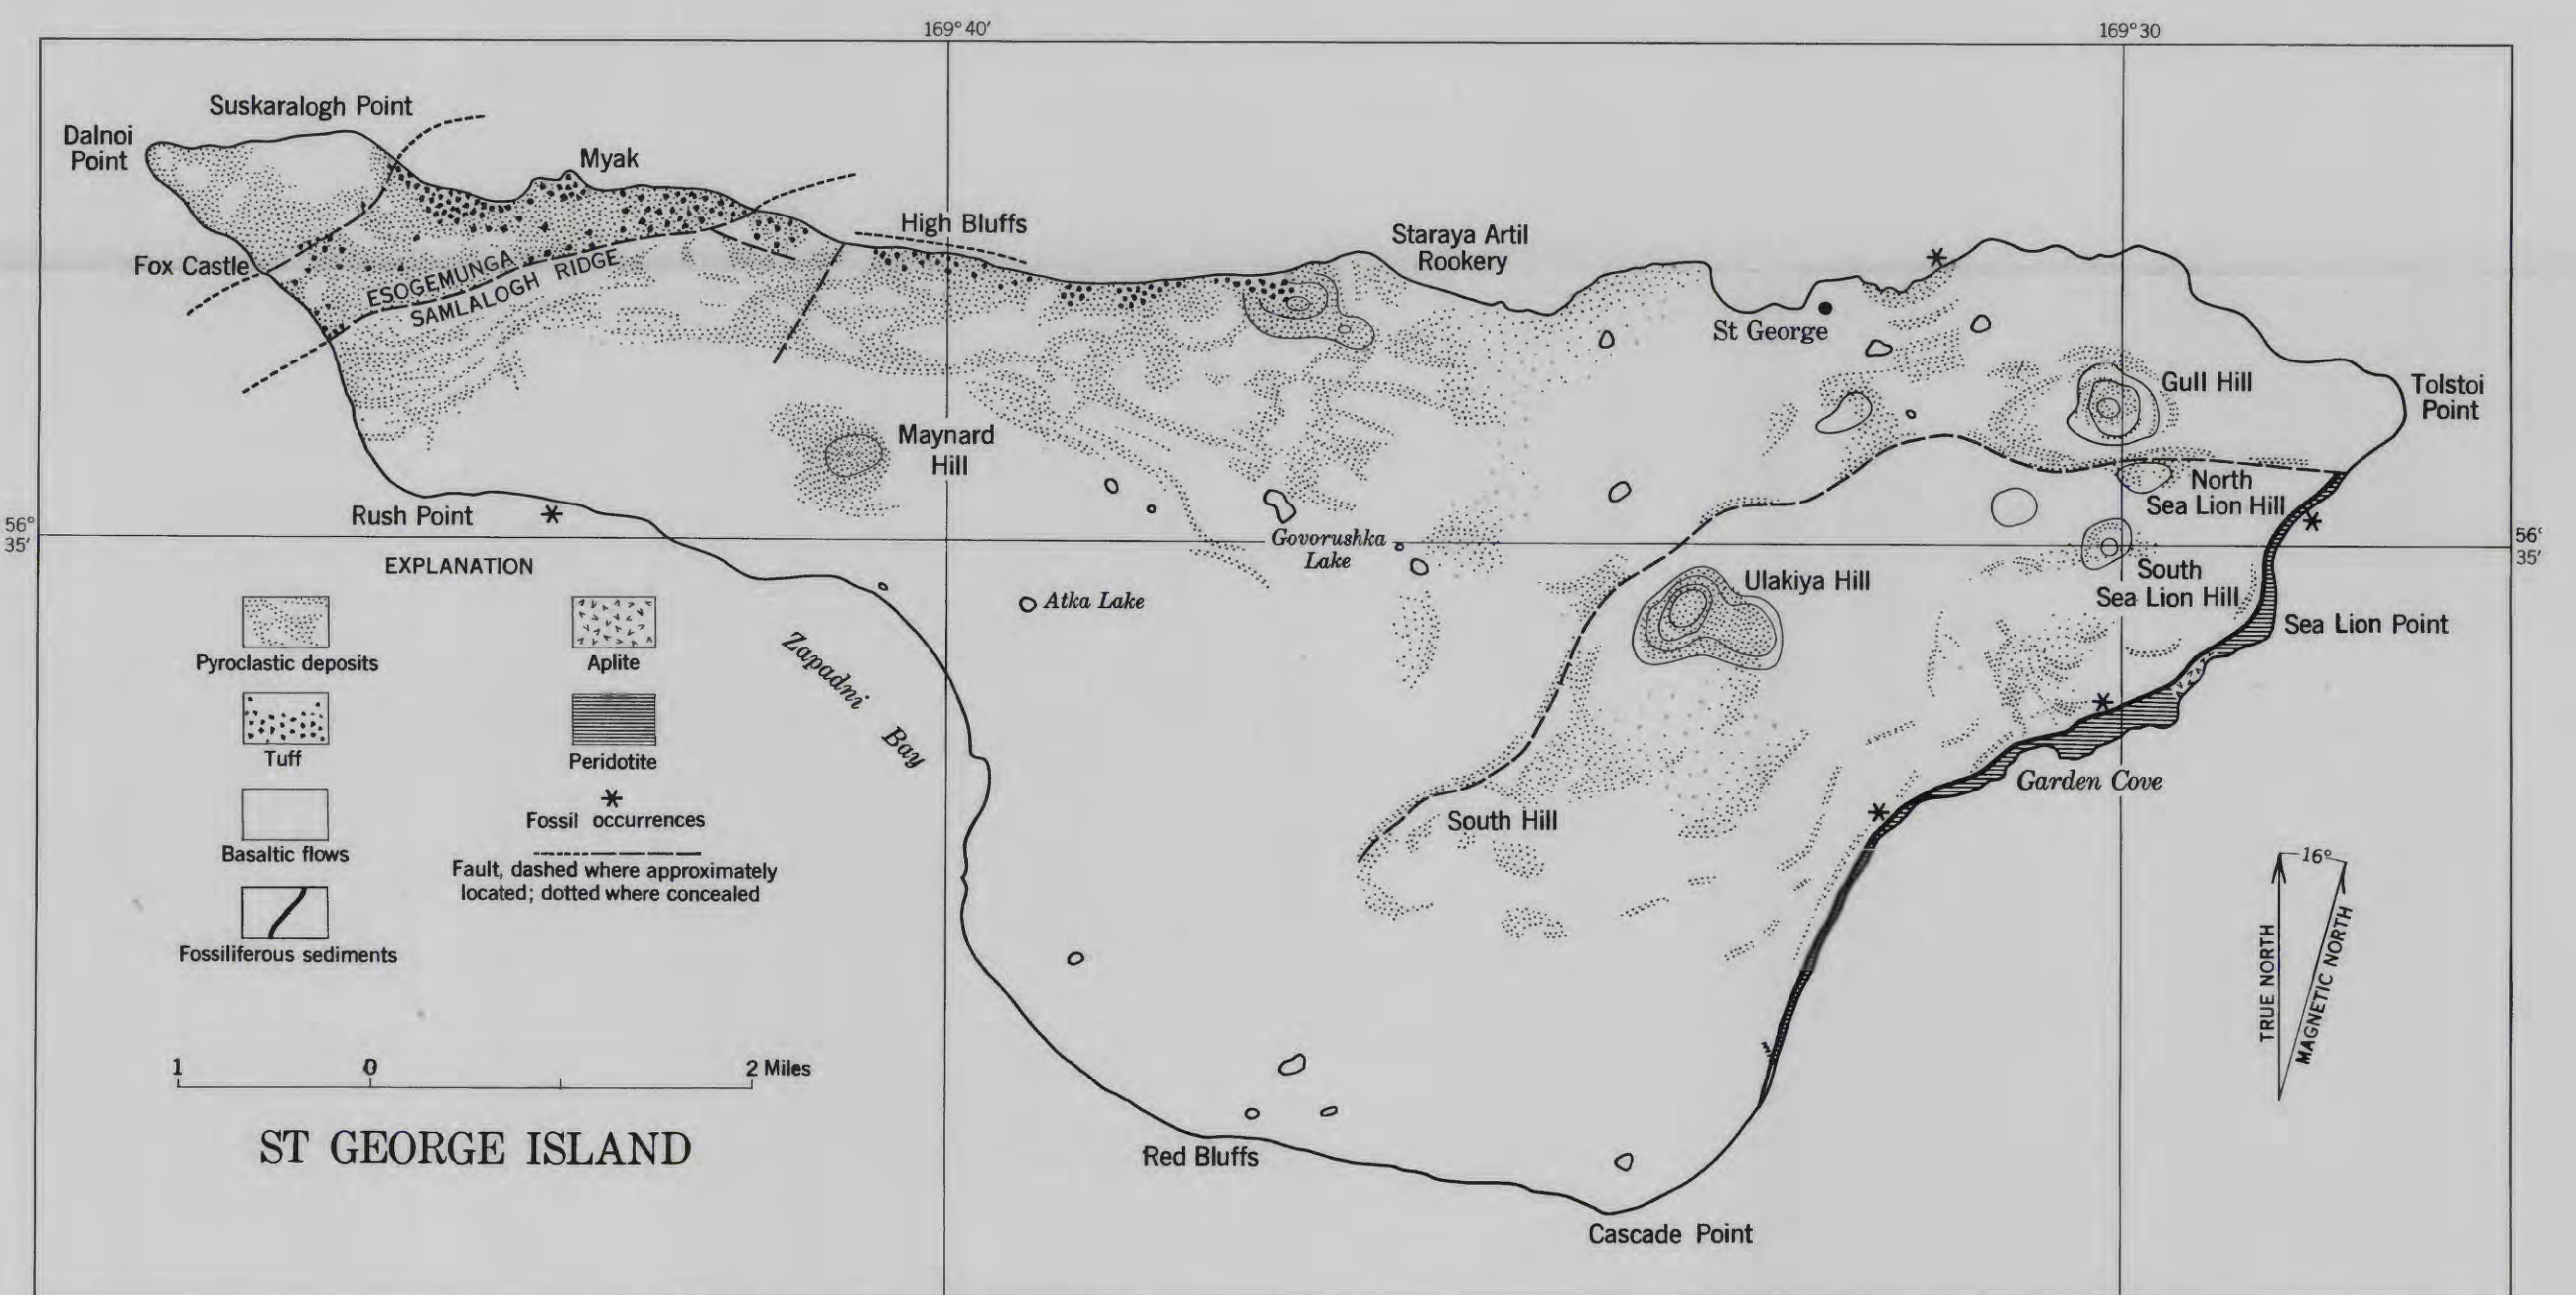 169°40′
169°30
Suskaralogh Point
Dalnoi
Point
Myak
High Bluffs
Staraya Artil
Rookery
Fox Castle
ESOGEMUNGA
SAMLALOGH RIDGE
St George
Gull Hill
Tolstoi
Point
Maynard
Hill
North
Sea Lion Hill
Rush Point
56°
35′
Govorushka
Lake
56°
35′
EXPLANATION
Ulakiya Hill
South
Sea Lion Hill
Atka Lake
Sea Lion Point
Zapadni
Bay
Pyroclastic deposits
Aplite
Tuff
Peridotite
Garden Cove
South Hill
Fossil occurrences
Basaltic flows
Fault, dashed where approximately
located; dotted where concealed
Fossiliferous sediments
16°
TRUE NORTH
MAGNETIC NORTH
1 0 2 Miles
ST GEORGE ISLAND
Red Bluffs
Cascade Point